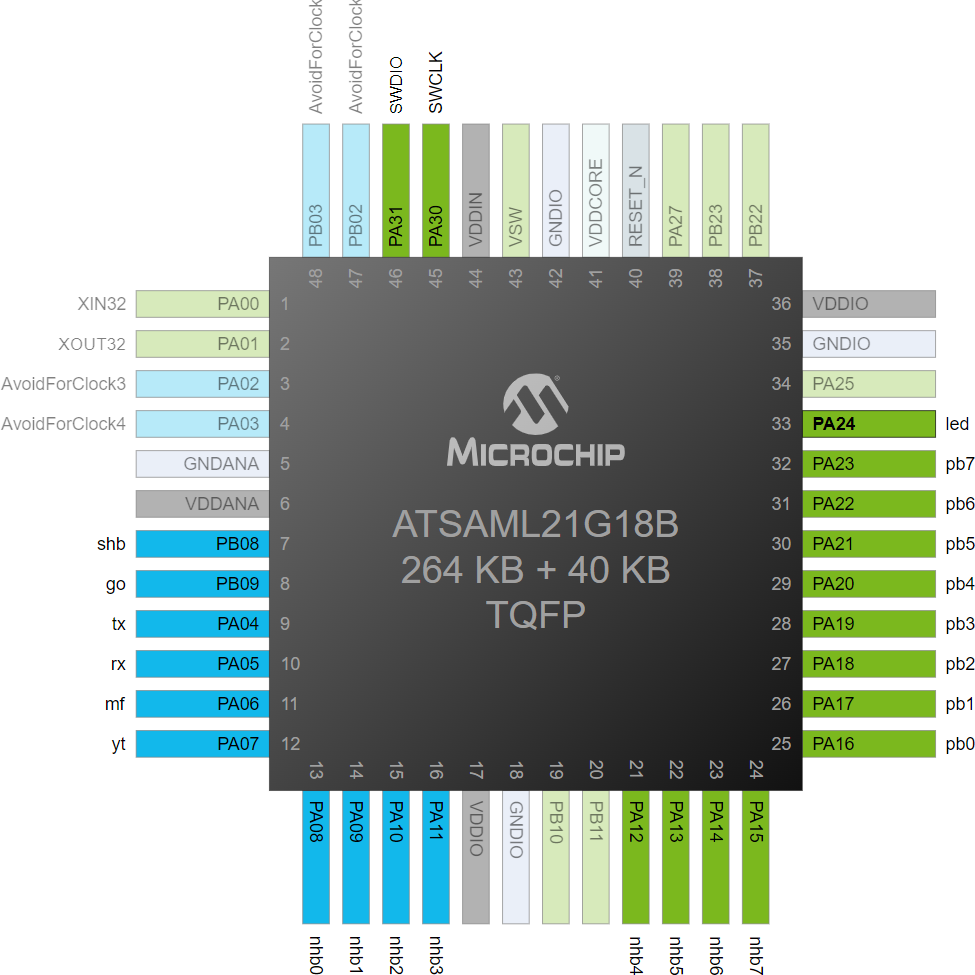 AvoidForClock
AvoidForClock
SWDIO
SWCLK
PB03
PB02
PA31
PA30
VDDIN
VSW
GNDIO
VDDCORE
RESET_N
PA27
PB23
PB22
48
47
46
45
44
43
42
41
40
39
38
37
XIN32 PA00 1
XOUT32 PA01 2
AvoidForClock3 PA02 3
AvoidForClock4 PA03 4
GNDANA 5
VDDANA 6
shb PB08 7
go PB09 8
tx PA04 9
rx PA05 10
mf PA06 11
yt PA07 12
MICROCHIP
ATSAML21G18B
264 KB + 40 KB
TQFP
36 VDDIO
35 GNDIO
34 PA25
33 PA24 led
32 PA23 pb7
31 PA22 pb6
30 PA21 pb5
29 PA20 pb4
28 PA19 pb3
27 PA18 pb2
26 PA17 pb1
25 PA16 pb0
13
14
15
16
17
18
19
20
21
22
23
24
PA08
PA09
PA10
PA11
VDDIO
GNDIO
PB10
PB11
PA12
PA13
PA14
PA15
nhb0
nhb1
nhb2
nhb3
nhb4
nhb5
nhb6
nhb7